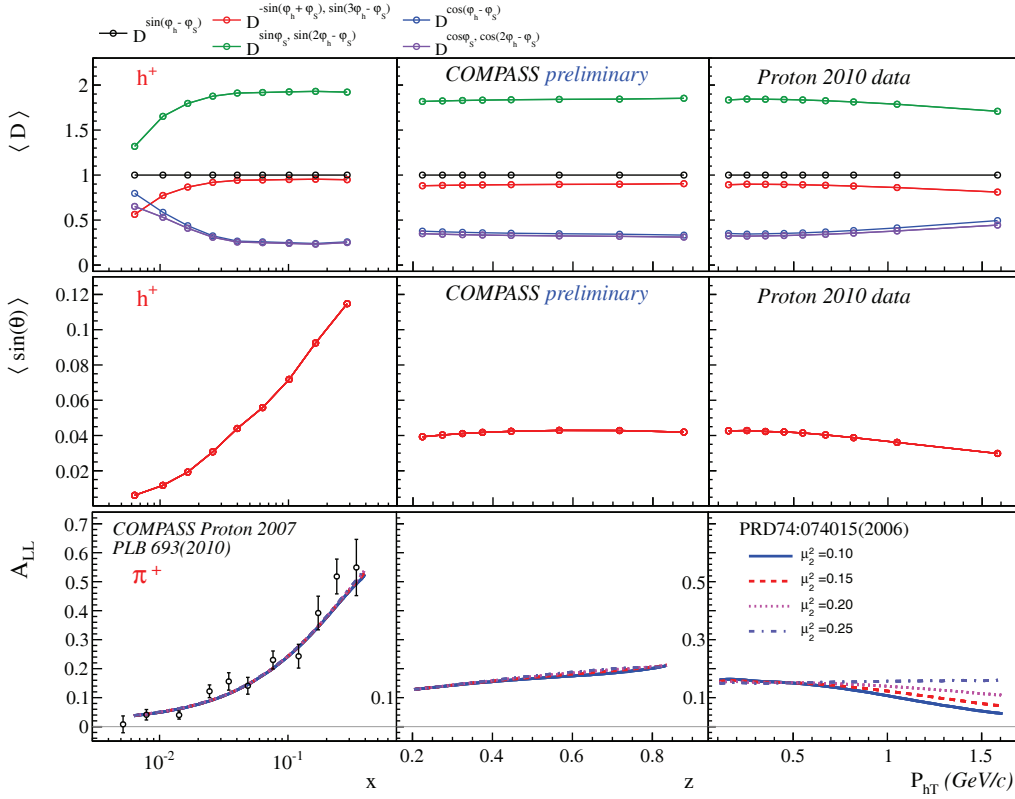 D sin(φh - φS)
D -sin(φh + φS), sin(3φh - φS)
D cos(φh - φS)
D sinφS, sin(2φh - φS)
D cosφS, cos(2φh - φS)
⟨ D ⟩
2
1.5
1
0.5
0
h+
COMPASS preliminary
Proton 2010 data
⟨ sin(θ) ⟩
0.12
0.10
0.08
0.06
0.04
0.02
h+
COMPASS preliminary
Proton 2010 data
A_LL
0.7
0.6
0.5
0.4
0.3
0.2
0.1
0
COMPASS Proton 2007
PLB 693(2010)
π+
0.1
0.5
0.1
PRD74:074015(2006)
μ₂²=0.10
μ₂²=0.15
μ₂²=0.20
μ₂²=0.25
10⁻² 10⁻¹
x
0.2 0.4 0.6 0.8 1
z
0.5 1 1.5
P_hT (GeV/c)